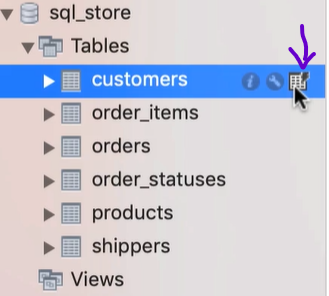 sql_store
Tables
customers
order_items
orders
order_statuses
products
shippers
Views